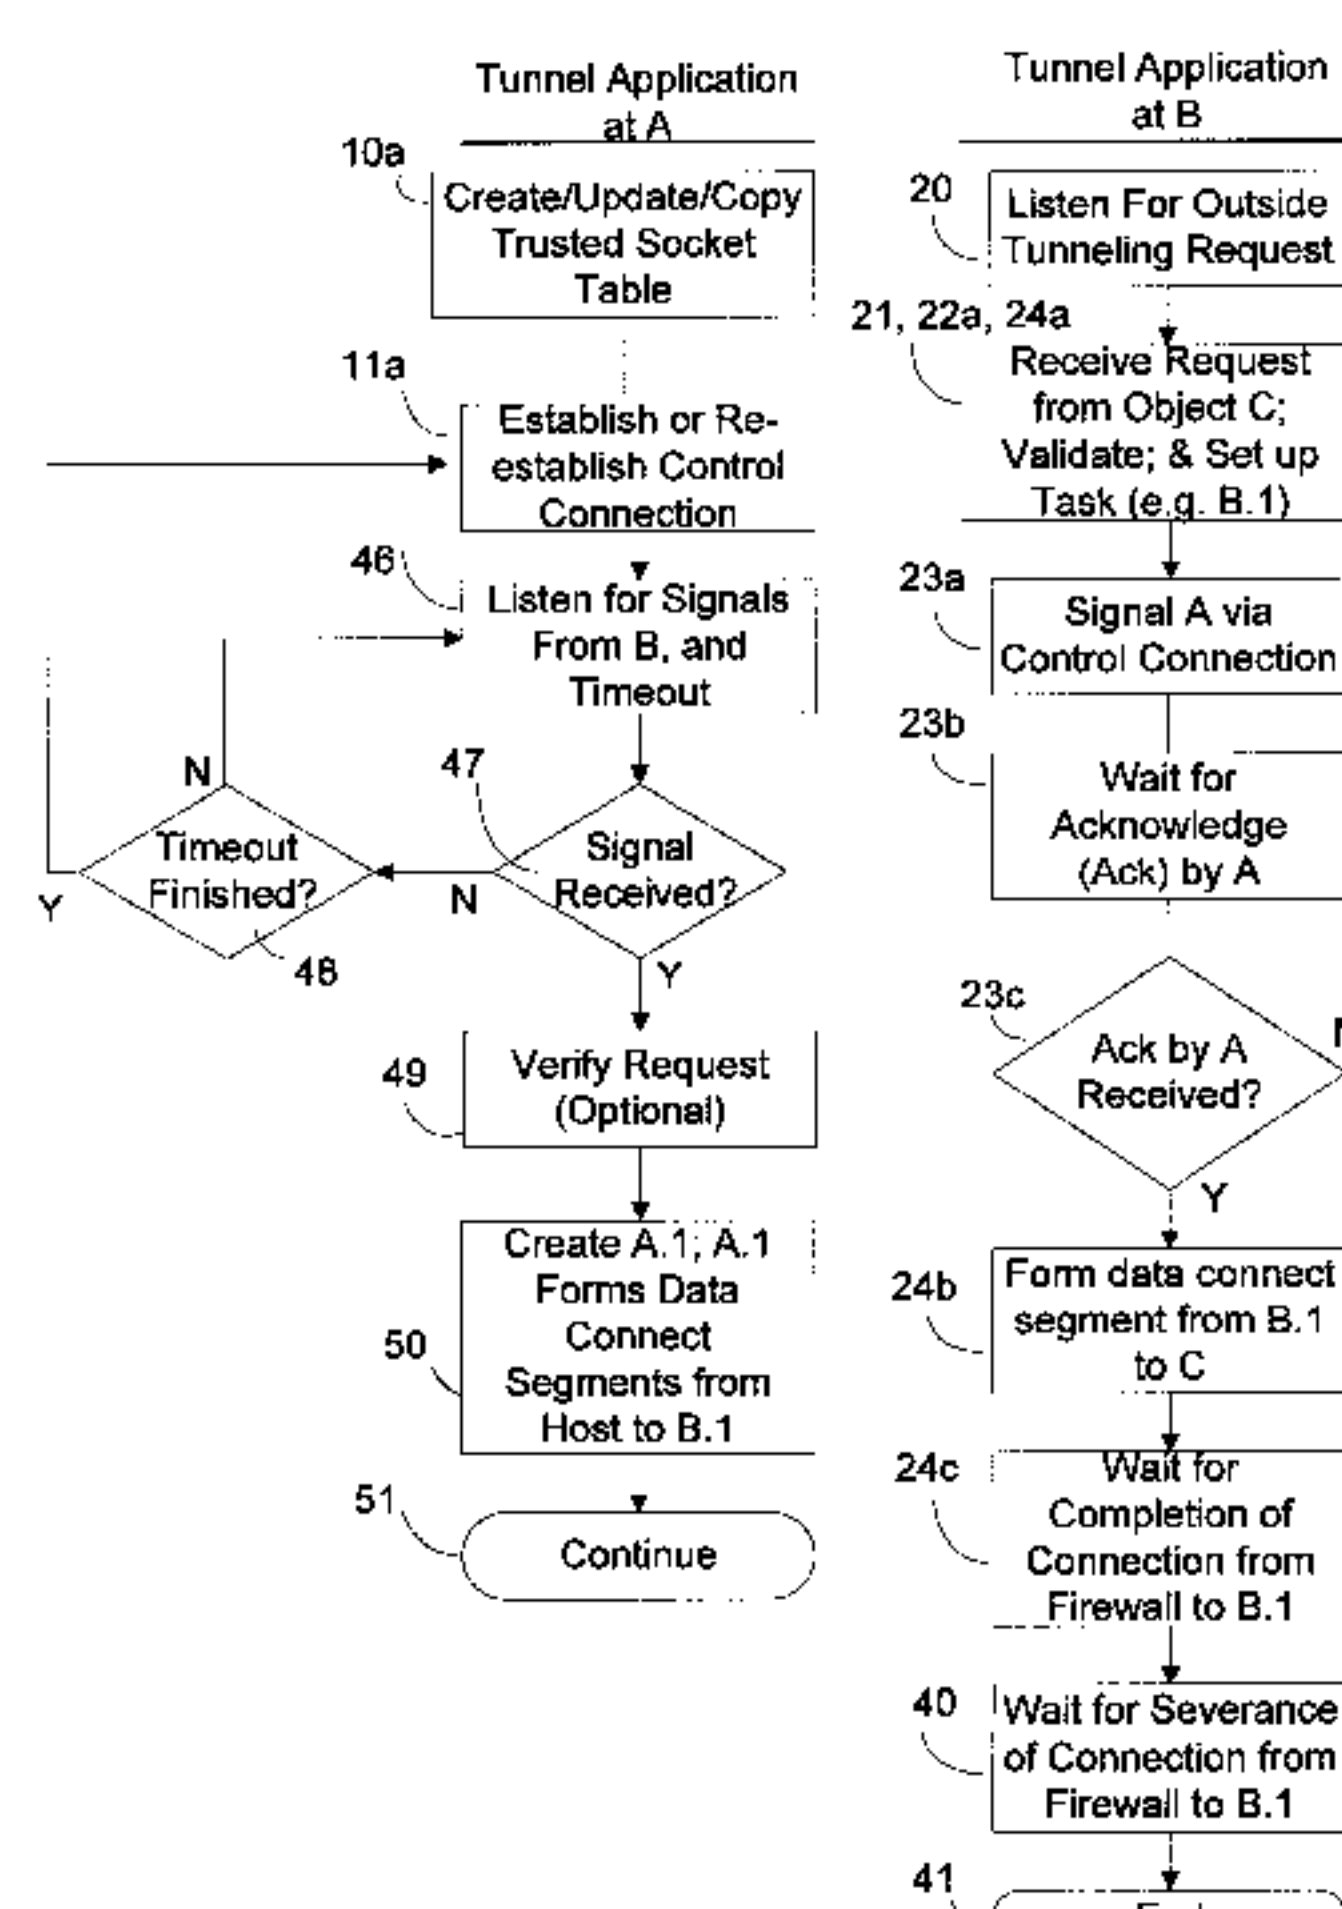 Tunnel Application
at A
10a
Create/Update/Copy
Trusted Socket
Table
11a
Establish or Re-
establish Control
Connection
46
Listen for Signals
From B, and
Timeout
N
47
Timeout
Finished?
Signal
Received?
Y
N
48
Y
49
Verify Request
(Optional)
50
Create A.1; A.1
Forms Data
Connect
Segments from
Host to B.1
51
Continue
Tunnel Application
at B
20
Listen For Outside
Tunneling Request
21, 22a, 24a
Receive Request
from Object C;
Validate; & Set up
Task (e.g. B.1)
23a
Signal A via
Control Connection
23b
Wait for
Acknowledge
(Ack) by A
23c
Ack by A
Received?
Y
24b
Form data connect
segment from B.1
to C
24c
Wait for
Completion of
Connection from
Firewall to B.1
40
Wait for Severance
of Connection from
Firewall to B.1
41